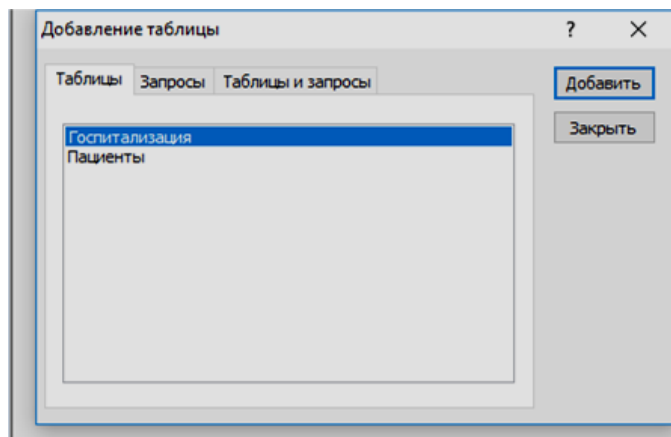 Добавление таблицы ? ×
Таблицы Запросы Таблицы и запросы
Добавить
Госпитализация
Закрыть
Пациенты